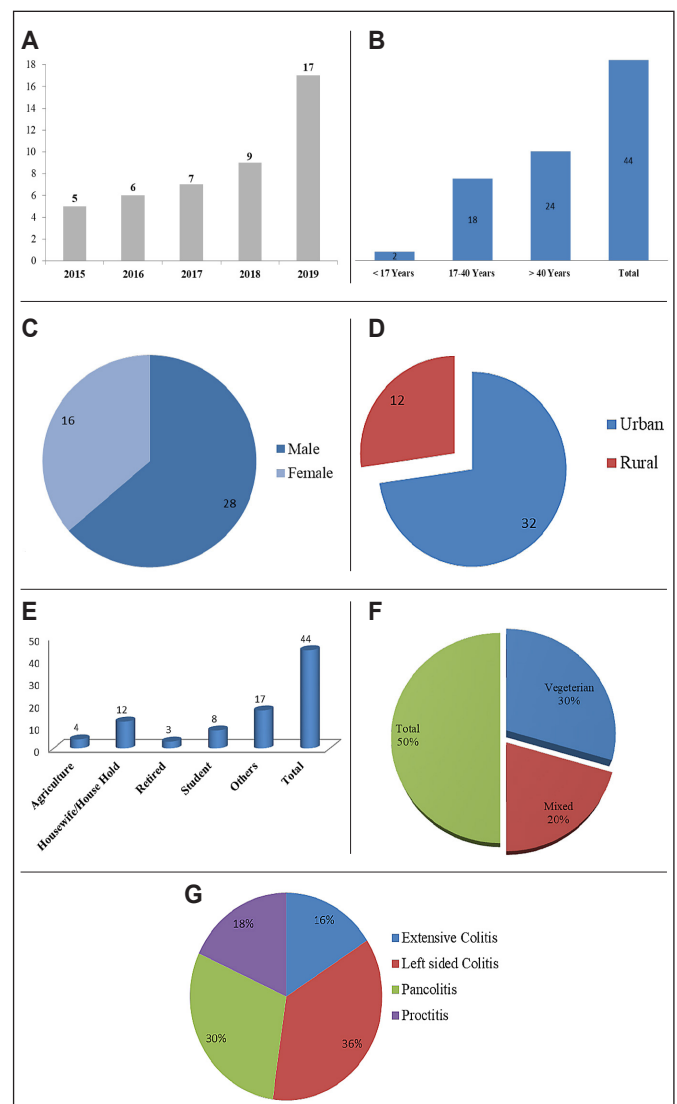 A
18
16
14
12
10
8
6
4
2
0
5
6
7
9
17
2015 2016 2017 2018 2019
B
2
18
24
44
< 17 Years 17-40 Years > 40 Years Total
C
16
28
Male
Female
D
12
32
Urban
Rural
E
50
40
30
20
10
0
4
12
3
8
17
44
Agriculture
Housewife/House Hold
Retired
Student
Others
Total
F
Total
50%
Vegeterian
30%
Mixed
20%
G
18%
16%
30%
36%
Extensive Colitis
Left sided Colitis
Pancolitis
Proctitis